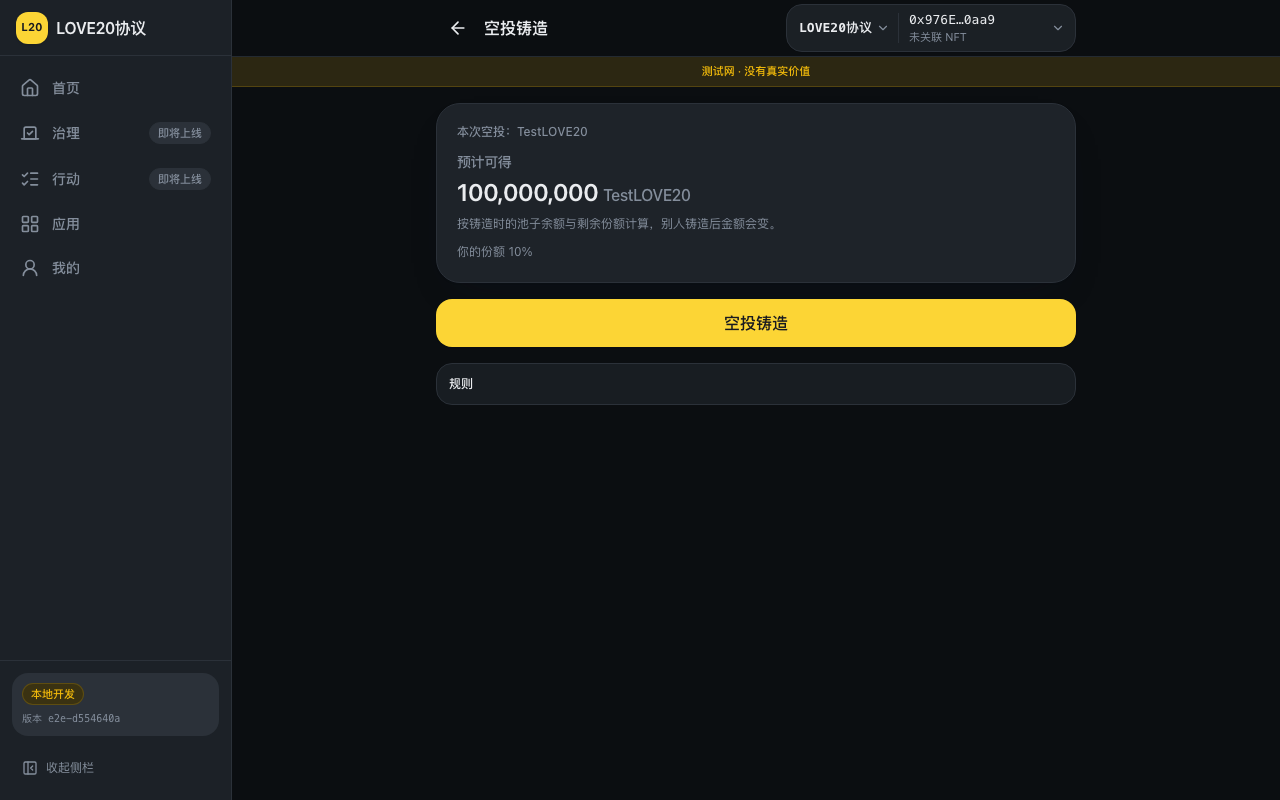 L20 LOVE20协议
首页
治理 即将上线
行动 即将上线
应用
我的
本地开发
版本 e2e-d554640a
收起侧栏
空投铸造
LOVE20协议
0x976E…0aa9
未关联 NFT
测试网 · 没有真实价值
本次空投：TestLOVE20
预计可得
100,000,000 TestLOVE20
按铸造时的池子余额与剩余份额计算，别人铸造后金额会变。
你的份额 10%
空投铸造
规则